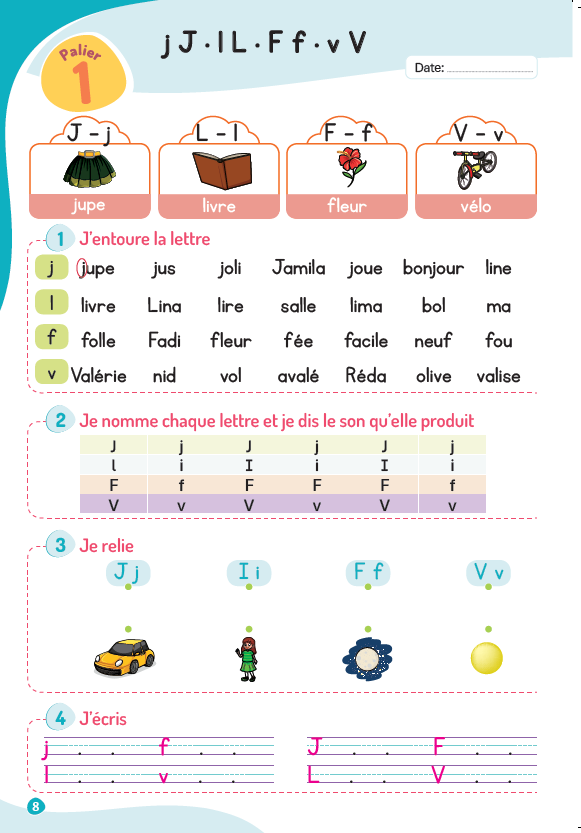 j J . l L . F f . v V
Palier
1
Date:
J – j L – l F – f V – v
jupe livre fleur vélo
1 J'entoure la lettre
j jupe jus joli Jamila joue bonjour line
l livre Lina lire salle lima bol ma
f folle Fadi fleur fée facile neuf fou
v Valérie nid vol avalé Réda olive valise
2 Je nomme chaque lettre et je dis le son qu'elle produit
J j J j J j
l i I i I i
F f F F F f
V v V v V v
3 Je relie
J j I i F f V v
4 J'écris
j . . f . . J . . F . .
l . . v . . L . . V . .
8